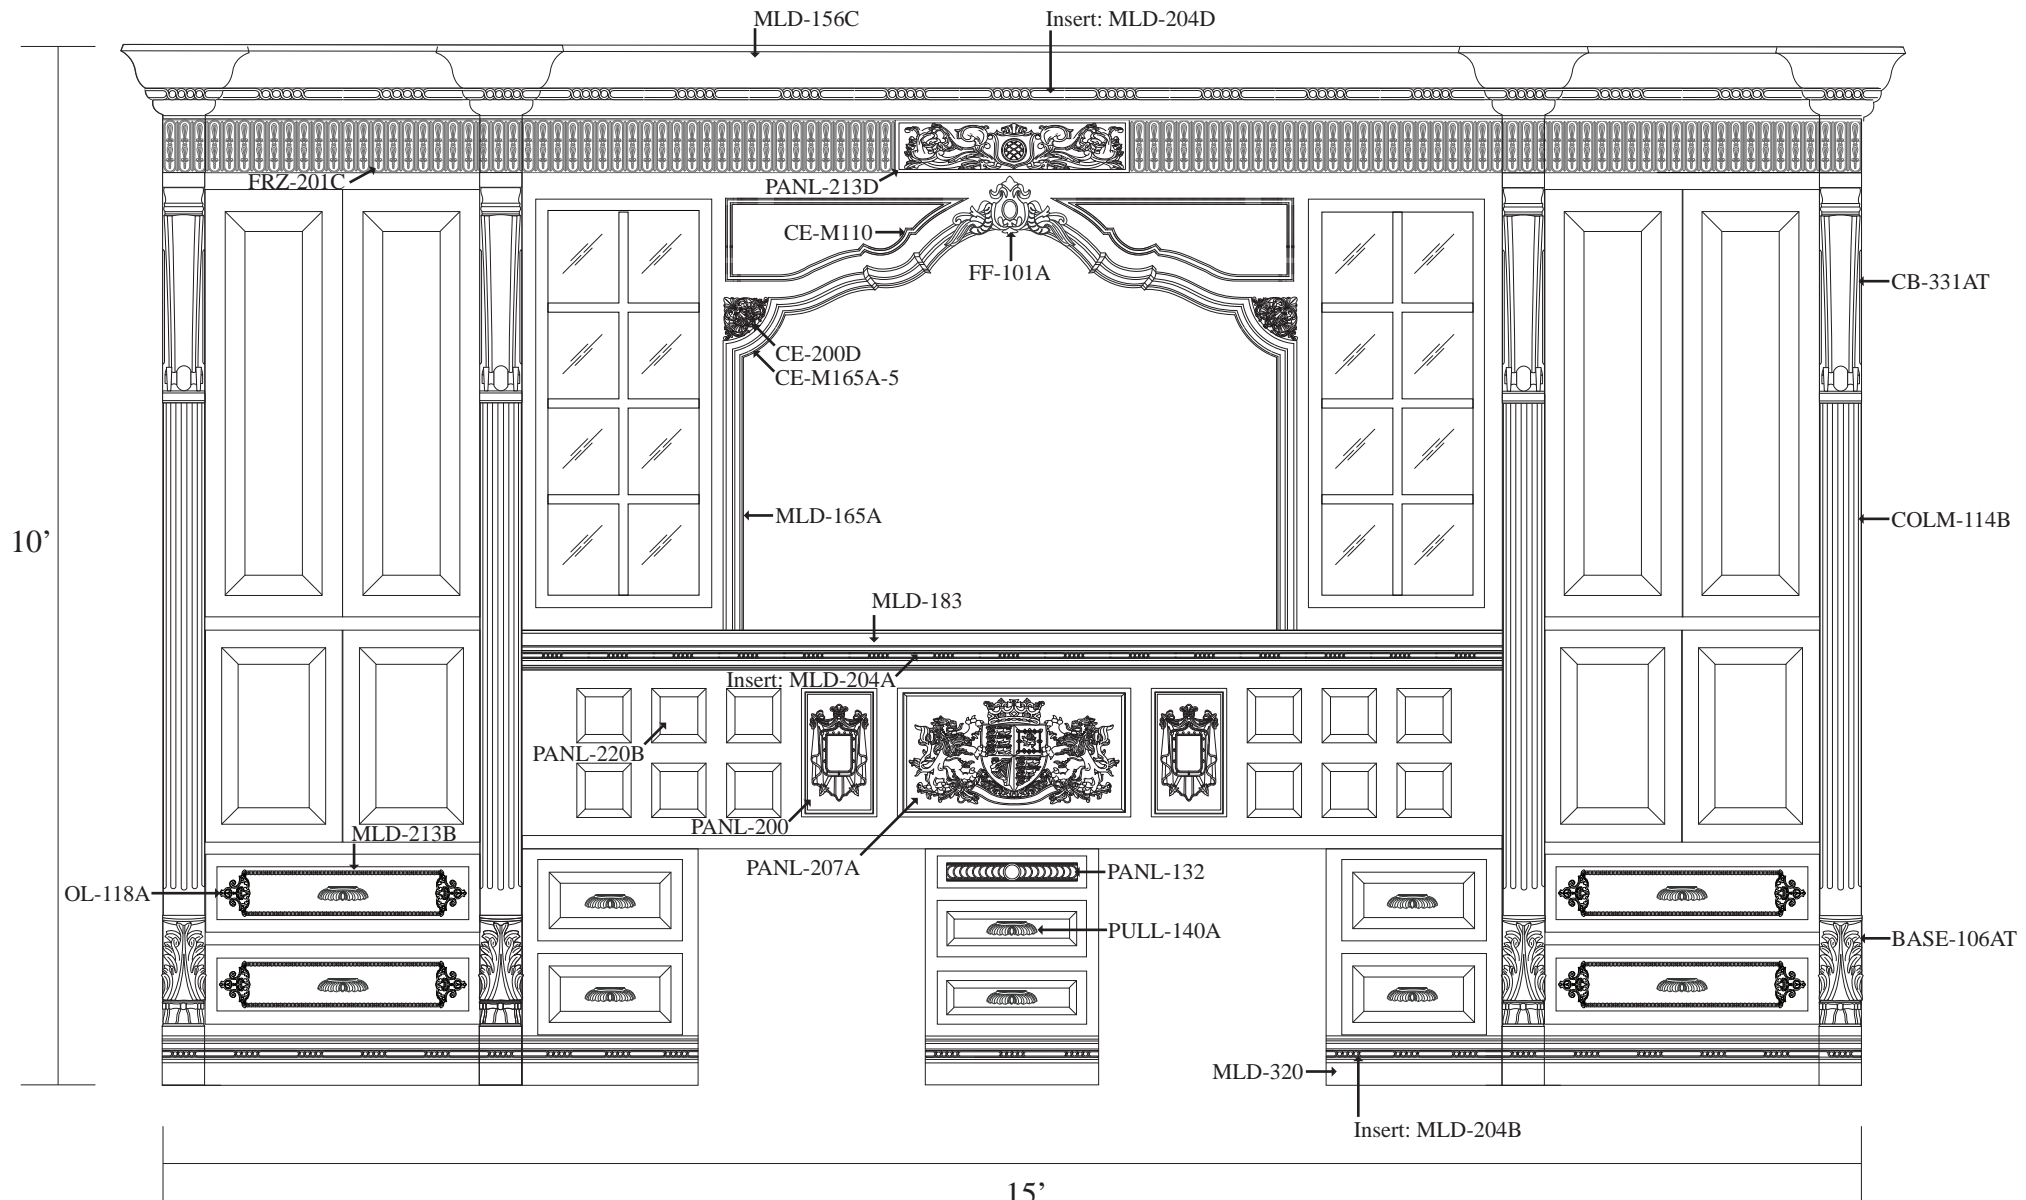 MLD-156C
Insert: MLD-204D
FRZ-201C
PANL-213D
CE-M110
FF-101A
CB-331AT
CE-200D
CE-M165A-5
MLD-165A
COLM-114B
10’
MLD-183
Insert: MLD-204A
PANL-220B
PANL-200
MLD-213B
PANL-207A
PANL-132
OL-118A
PULL-140A
BASE-106AT
MLD-320
Insert: MLD-204B
15’